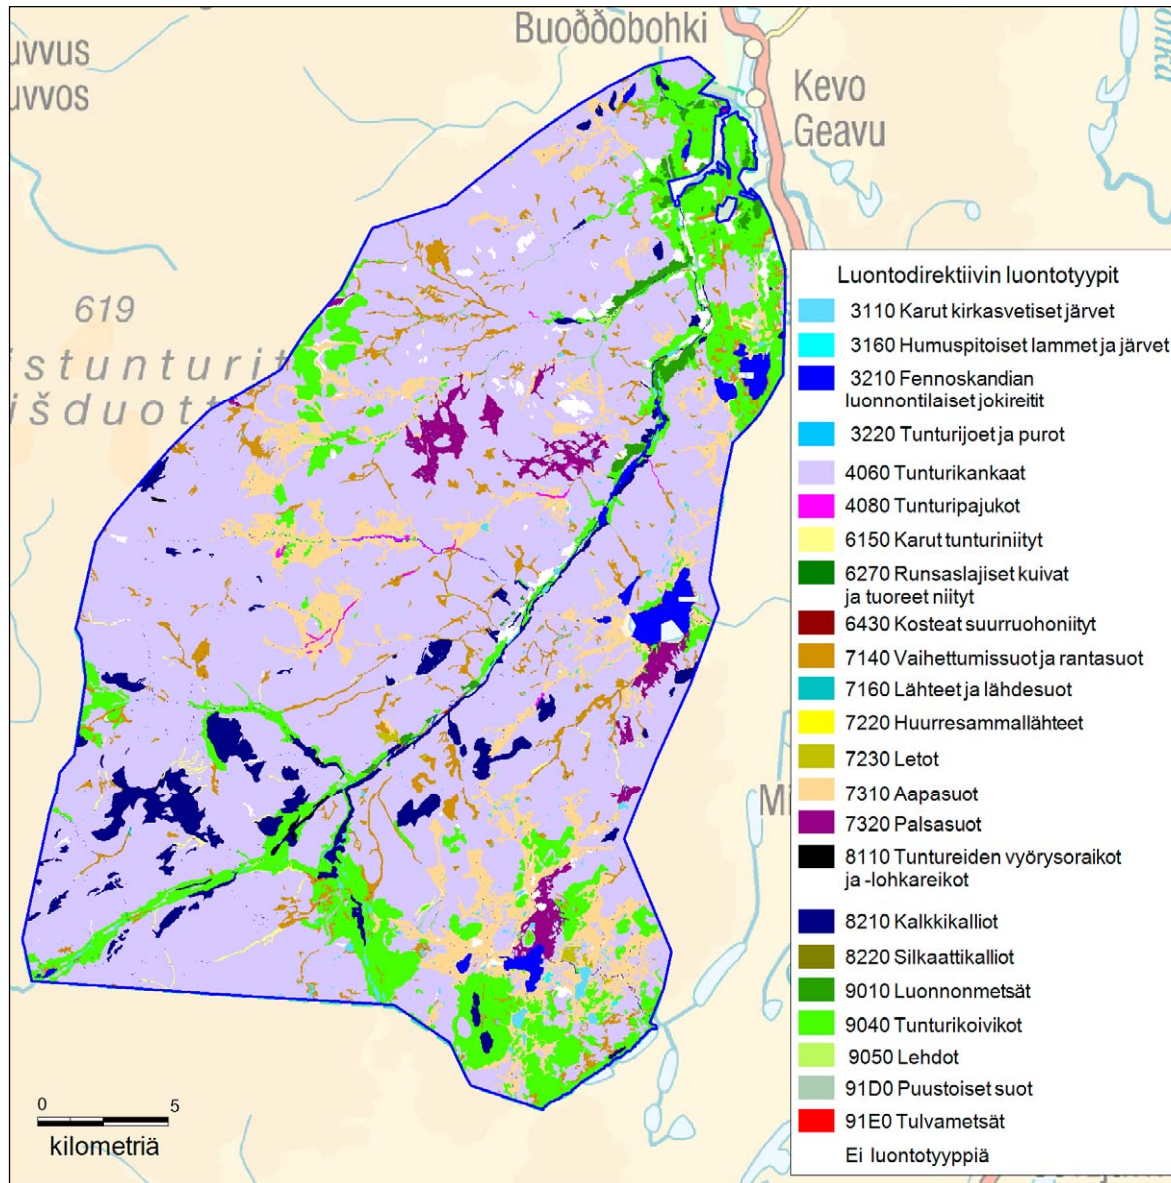 Buoððobohki
uvvus
uvvos
Kevo
Geavu
619
istunturit
išduott
Mi
0 5
kilometriä
Luontodirektiivin luontotyypit
3110 Karut kirkasvetiset järvet
3160 Humuspitoiset lammet ja järvet
3210 Fennoskandian
luonnontilaiset jokireitit
3220 Tunturijoet ja purot
4060 Tunturikankaat
4080 Tunturipajukot
6150 Karut tunturiniityt
6270 Runsaslajiset kuivat
ja tuoreet niityt
6430 Kosteat suurruohoniityt
7140 Vaihettumissuot ja rantasuot
7160 Lähteet ja lähdesuot
7220 Huurresammallähteet
7230 Letot
7310 Aapasuot
7320 Palsasuot
8110 Tuntureiden vyörysoraikot
ja -lohkareikot
8210 Kalkkikalliot
8220 Silkaattikalliot
9010 Luonnonmetsät
9040 Tunturikoivikot
9050 Lehdot
91D0 Puustoiset suot
91E0 Tulvametsät
Ei luontotyyppiä